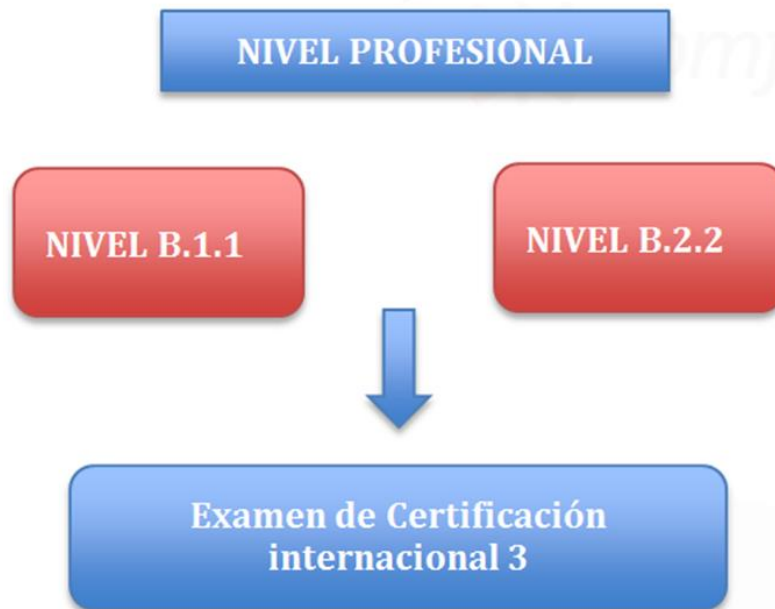 NIVEL PROFESIONAL
NIVEL B.1.1
NIVEL B.2.2
Examen de Certificación
internacional 3